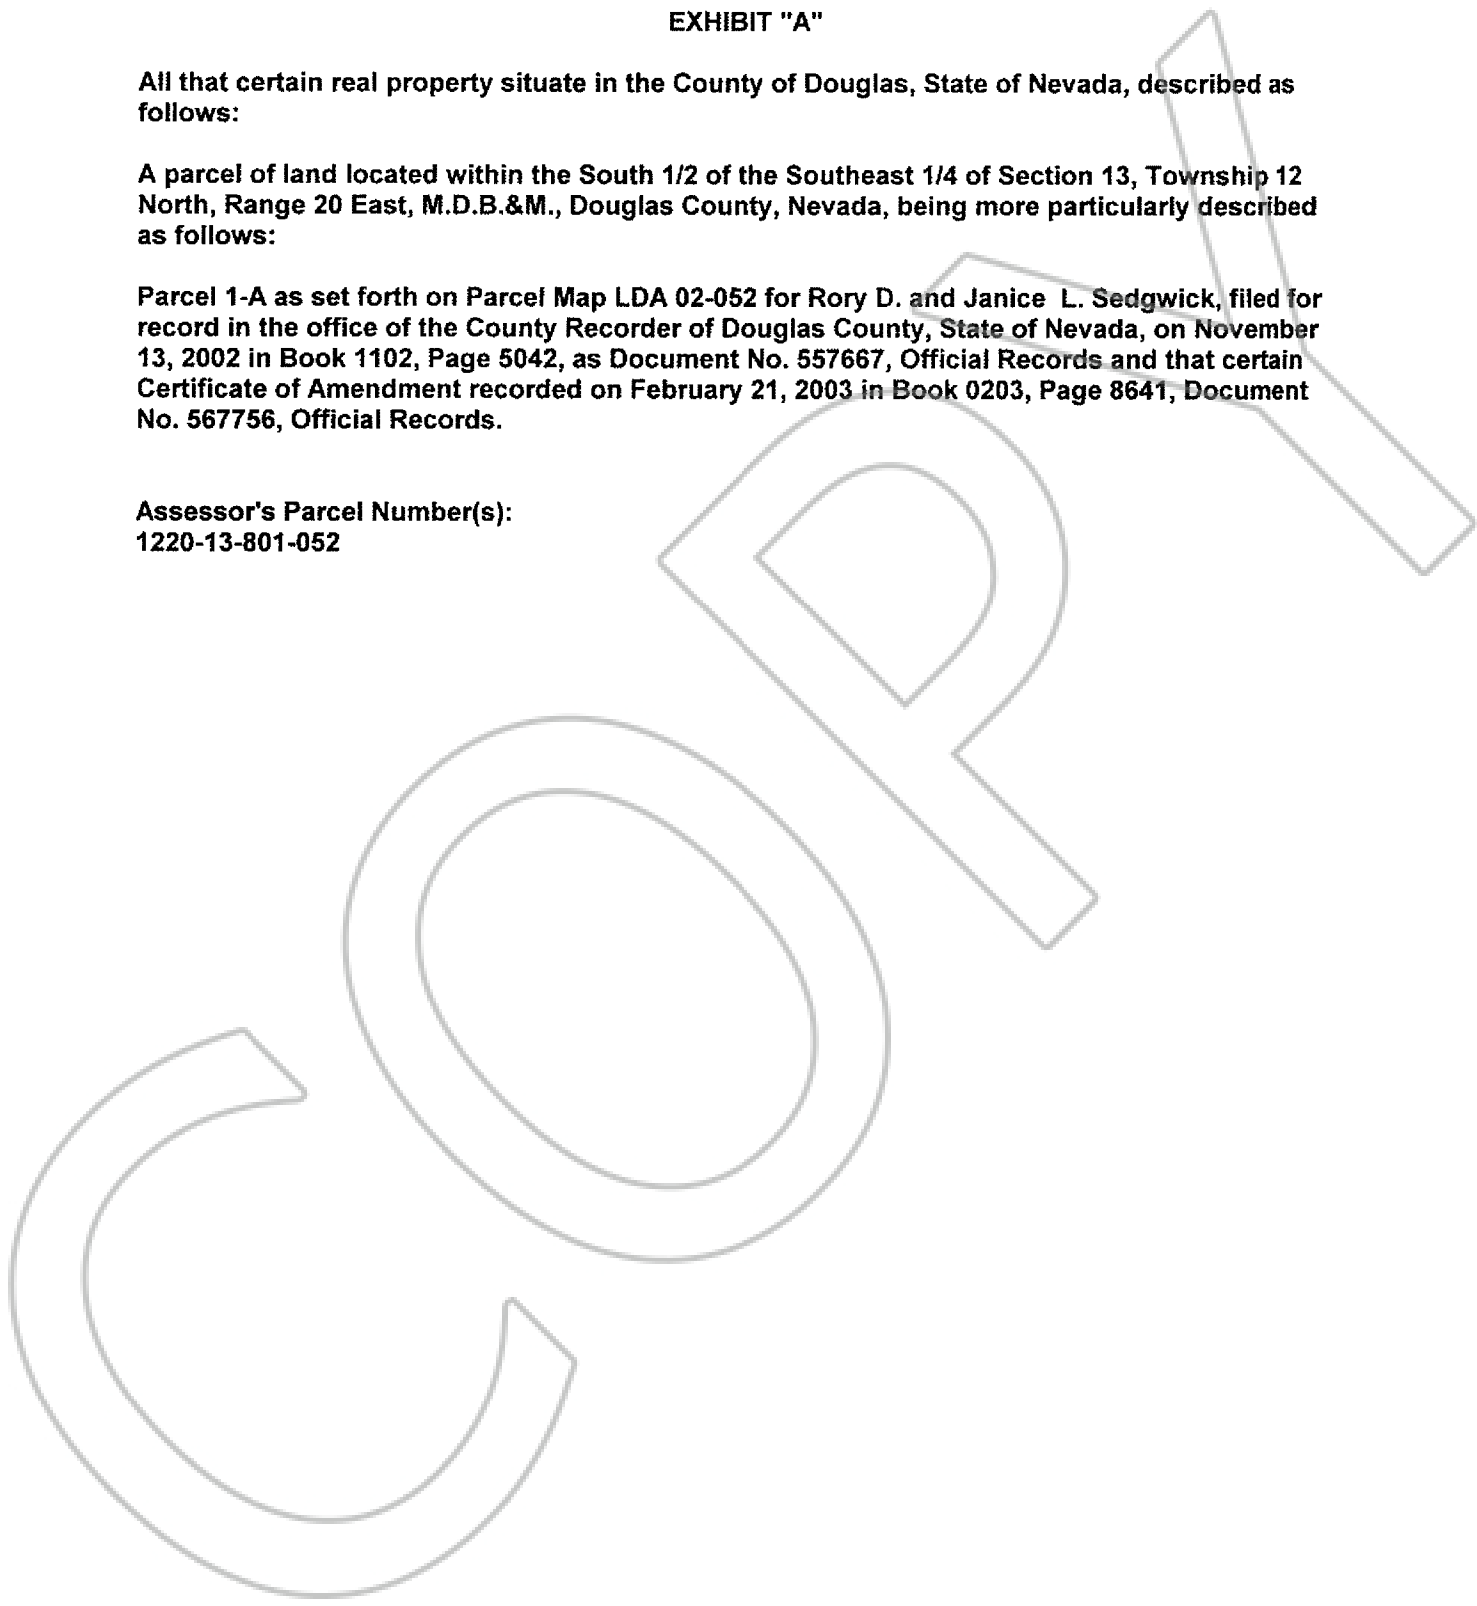 EXHIBIT "A"
All that certain real property situate in the County of Douglas, State of Nevada, described as
follows:
A parcel of land located within the South 1/2 of the Southeast 1/4 of Section 13, Township 12
North, Range 20 East, M.D.B.&M., Douglas County, Nevada, being more particularly described
as follows:
Parcel 1-A as set forth on Parcel Map LDA 02-052 for Rory D. and Janice L. Sedgwick, filed for
record in the office of the County Recorder of Douglas County, State of Nevada, on November
13, 2002 in Book 1102, Page 5042, as Document No. 557667, Official Records and that certain
Certificate of Amendment recorded on February 21, 2003 in Book 0203, Page 8641, Document
No. 567756, Official Records.
Assessor's Parcel Number(s):
1220-13-801-052
COPY